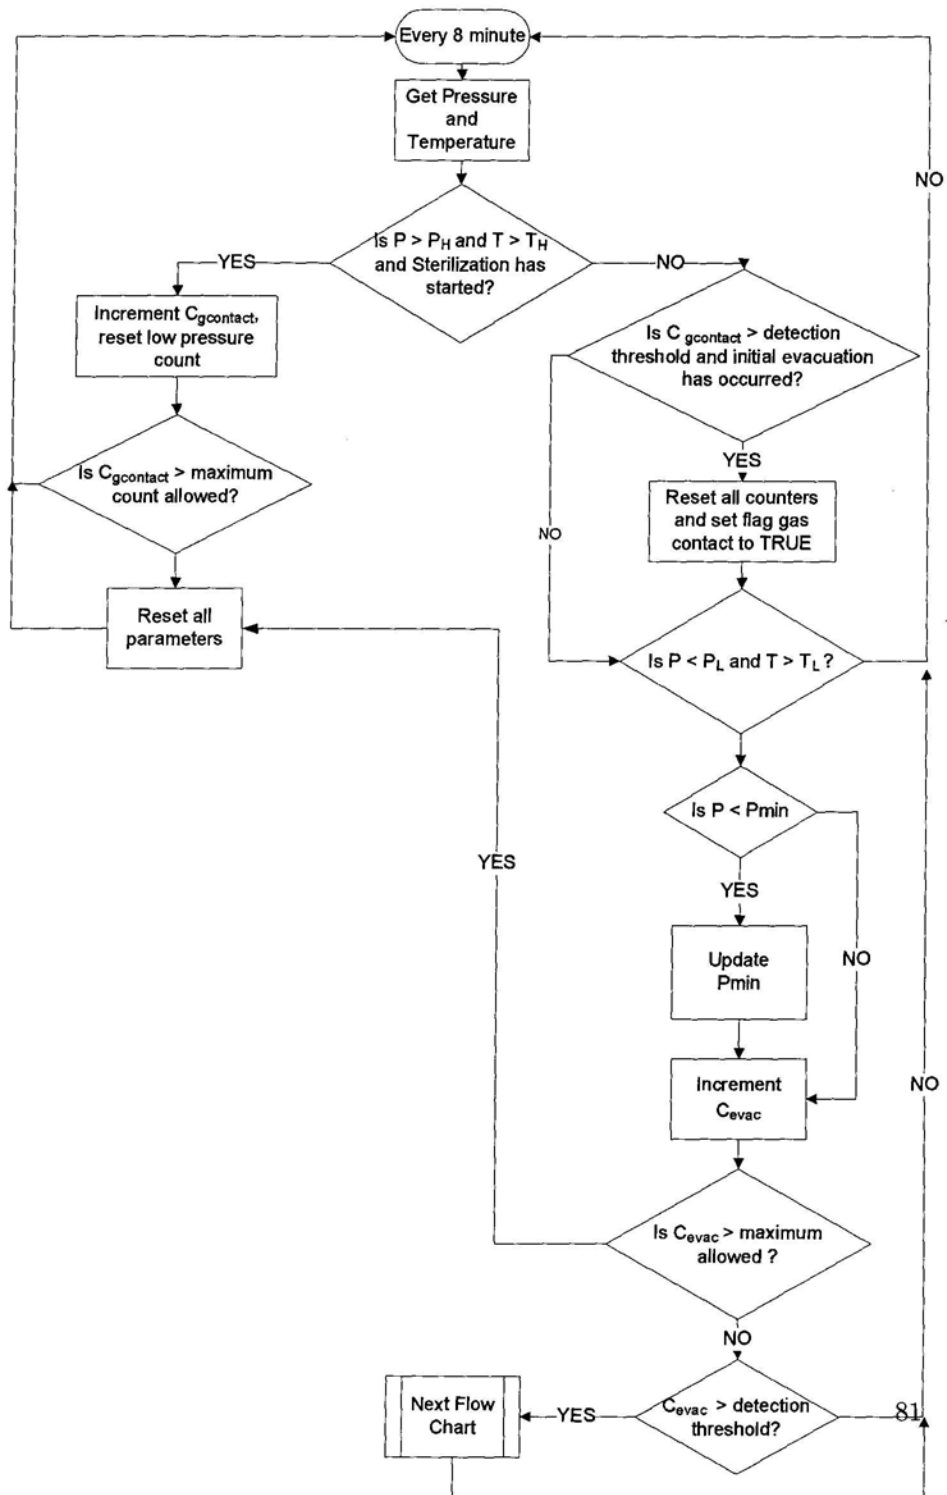 Every 8 minute
Get Pressure
and
Temperature
NO
Is P > PH and T > TH
and Sterilization has
started?
YES
NO
Increment Cgcontact,
reset low pressure
count
Is C gcontact > detection
threshold and initial evacuation
has occurred?
YES
Is Cgcontact > maximum
count allowed?
Reset all counters
and set flag gas
contact to TRUE
NO
Reset all
parameters
Is P < PL and T > TL ?
Is P < Pmin
YES
YES
NO
Update
Pmin
NO
Increment
Cevac
Is Cevac > maximum
allowed ?
NO
Next Flow
Chart
YES
Cevac > detection
threshold?
81